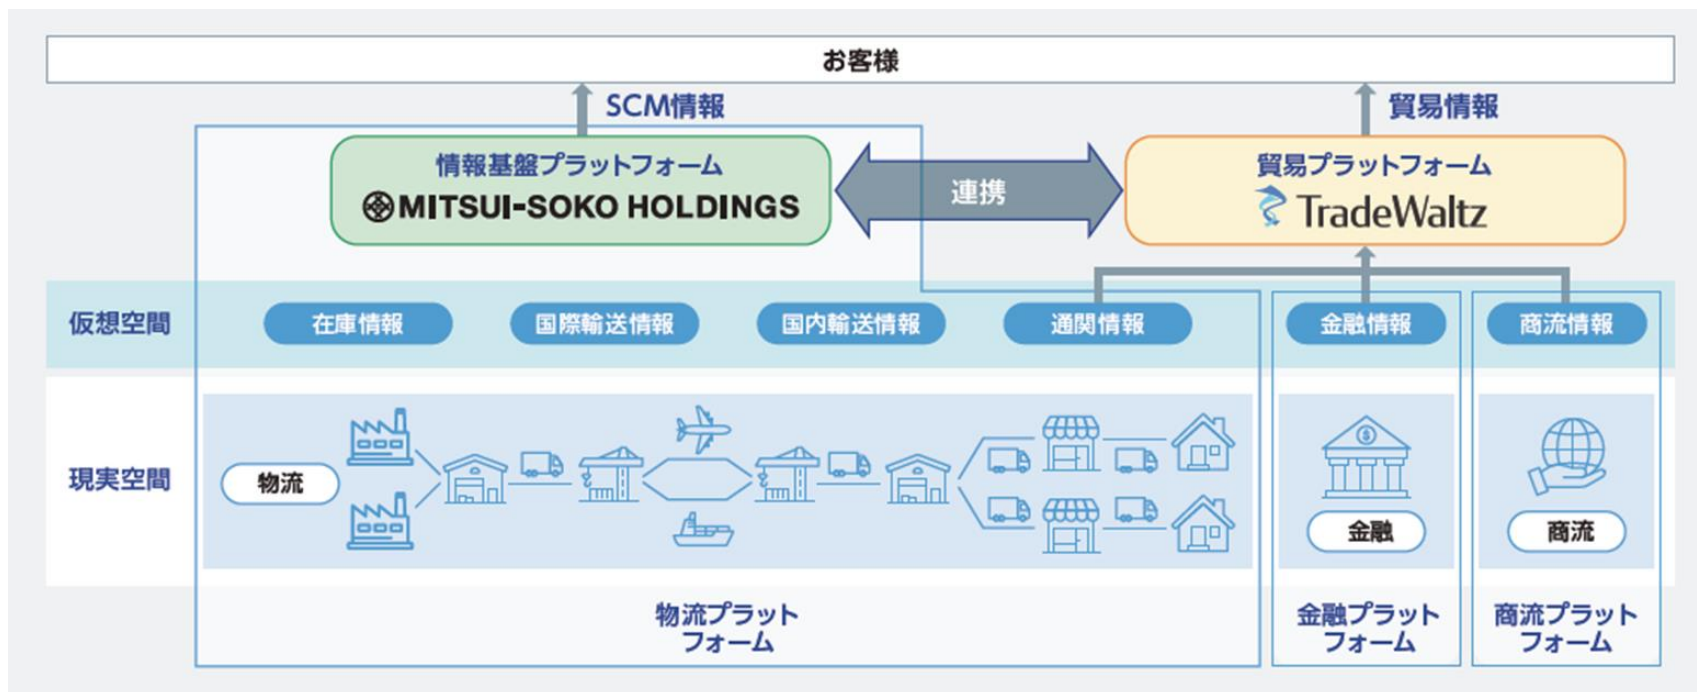 お客様
SCM情報
貿易情報
情報基盤プラットフォーム
MITSUI-SOKO HOLDINGS
連携
貿易プラットフォーム
TradeWaltz
仮想空間
在庫情報
国際輸送情報
国内輸送情報
通関情報
金融情報
商流情報
現実空間
物流
$
金融
商流
物流プラット
フォーム
金融プラット
フォーム
商流プラット
フォーム